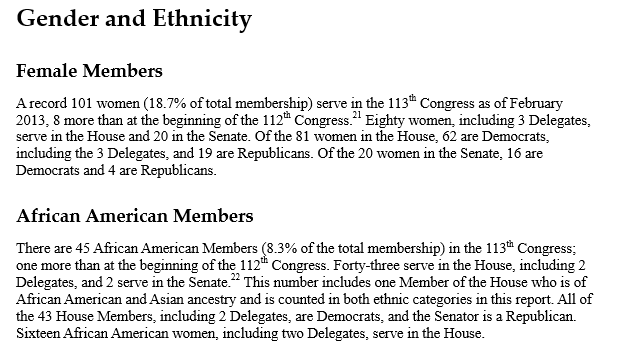 Gender and Ethnicity
Female Members
A record 101 women (18.7% of total membership) serve in the 113th Congress as of February
2013, 8 more than at the beginning of the 112th Congress.21 Eighty women, including 3 Delegates,
serve in the House and 20 in the Senate. Of the 81 women in the House, 62 are Democrats,
including the 3 Delegates, and 19 are Republicans. Of the 20 women in the Senate, 16 are
Democrats and 4 are Republicans.
African American Members
There are 45 African American Members (8.3% of the total membership) in the 113th Congress;
one more than at the beginning of the 112th Congress. Forty-three serve in the House, including 2
Delegates, and 2 serve in the Senate.22 This number includes one Member of the House who is of
African American and Asian ancestry and is counted in both ethnic categories in this report. All of
the 43 House Members, including 2 Delegates, are Democrats, and the Senator is a Republican.
Sixteen African American women, including two Delegates, serve in the House.